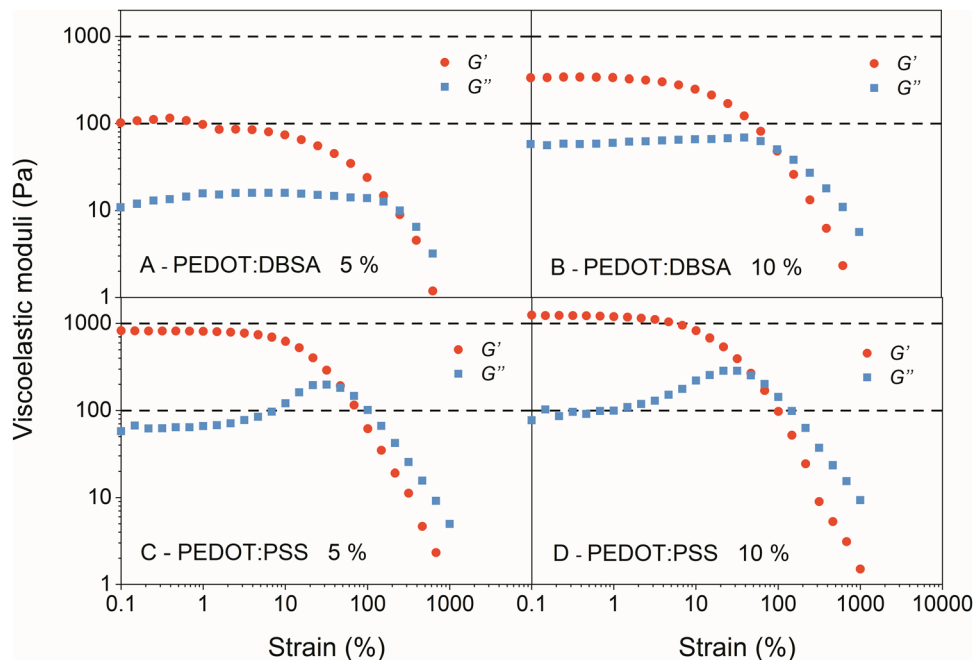 Viscoelastic moduli (Pa)
1000
100
10
1
G’
G’’
A - PEDOT:DBSA 5 %
G’
G’’
B - PEDOT:DBSA 10 %
1000
100
10
1
G’
G’’
C - PEDOT:PSS 5 %
G’
G’’
D - PEDOT:PSS 10 %
0.1 1 10 100 1000
0.1 1 10 100 1000 10000
Strain (%) Strain (%)